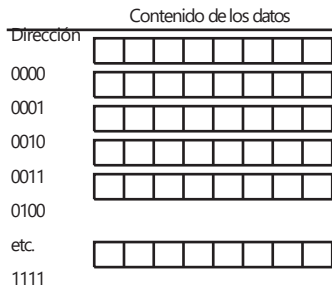 Contenido de los datos
Dirección
0000
0001
0010
0011
0100
etc.
1111